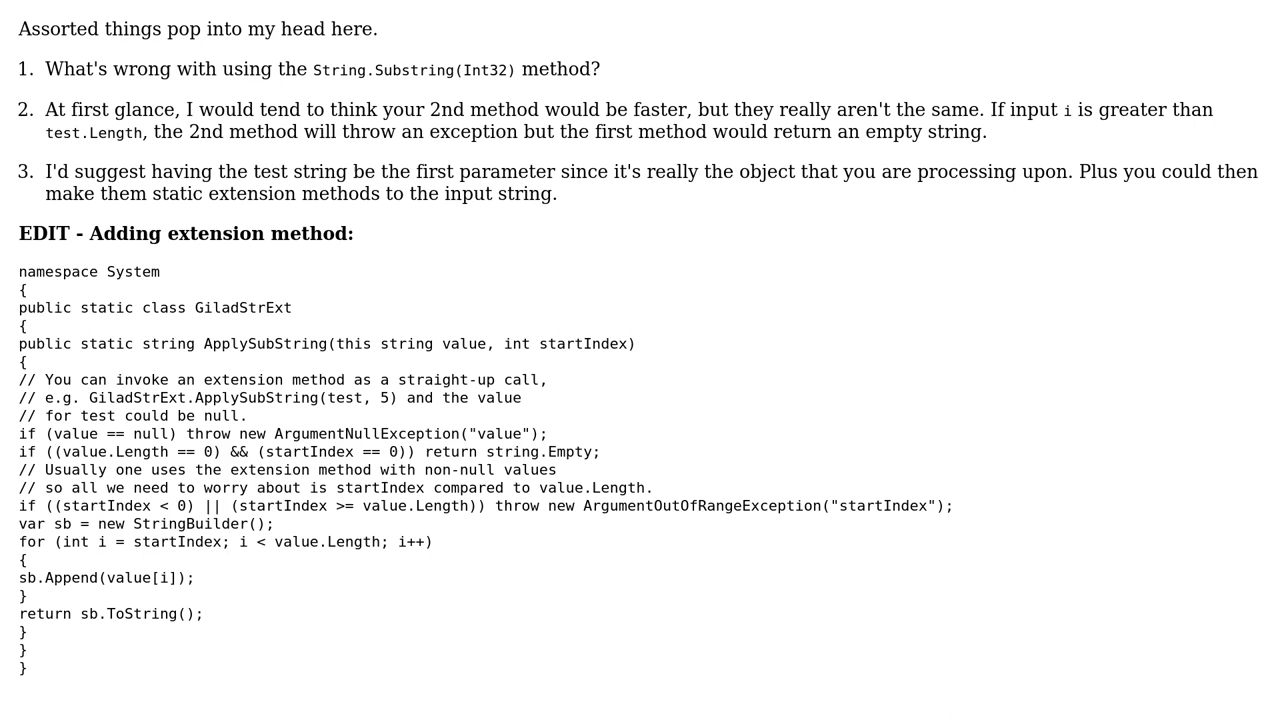 Assorted things pop into my head here.
1. What's wrong with using the String.Substring(Int32) method?
2. At first glance, I would tend to think your 2nd method would be faster, but they really aren't the same. If input i is greater than
test.Length, the 2nd method will throw an exception but the first method would return an empty string.
3. I'd suggest having the test string be the first parameter since it's really the object that you are processing upon. Plus you could then
make them static extension methods to the input string.
EDIT - Adding extension method:
namespace System
{
public static class GiladStrExt
{
public static string ApplySubString(this string value, int startIndex)
{
// You can invoke an extension method as a straight-up call,
// e.g. GiladStrExt.ApplySubString(test, 5) and the value
// for test could be null.
if (value == null) throw new ArgumentNullException("value");
if ((value.Length == 0) && (startIndex == 0)) return string.Empty;
// Usually one uses the extension method with non-null values
// so all we need to worry about is startIndex compared to value.Length.
if ((startIndex < 0) || (startIndex >= value.Length)) throw new ArgumentOutOfRangeException("startIndex");
var sb = new StringBuilder();
for (int i = startIndex; i < value.Length; i++)
{
sb.Append(value[i]);
}
return sb.ToString();
}
}
}